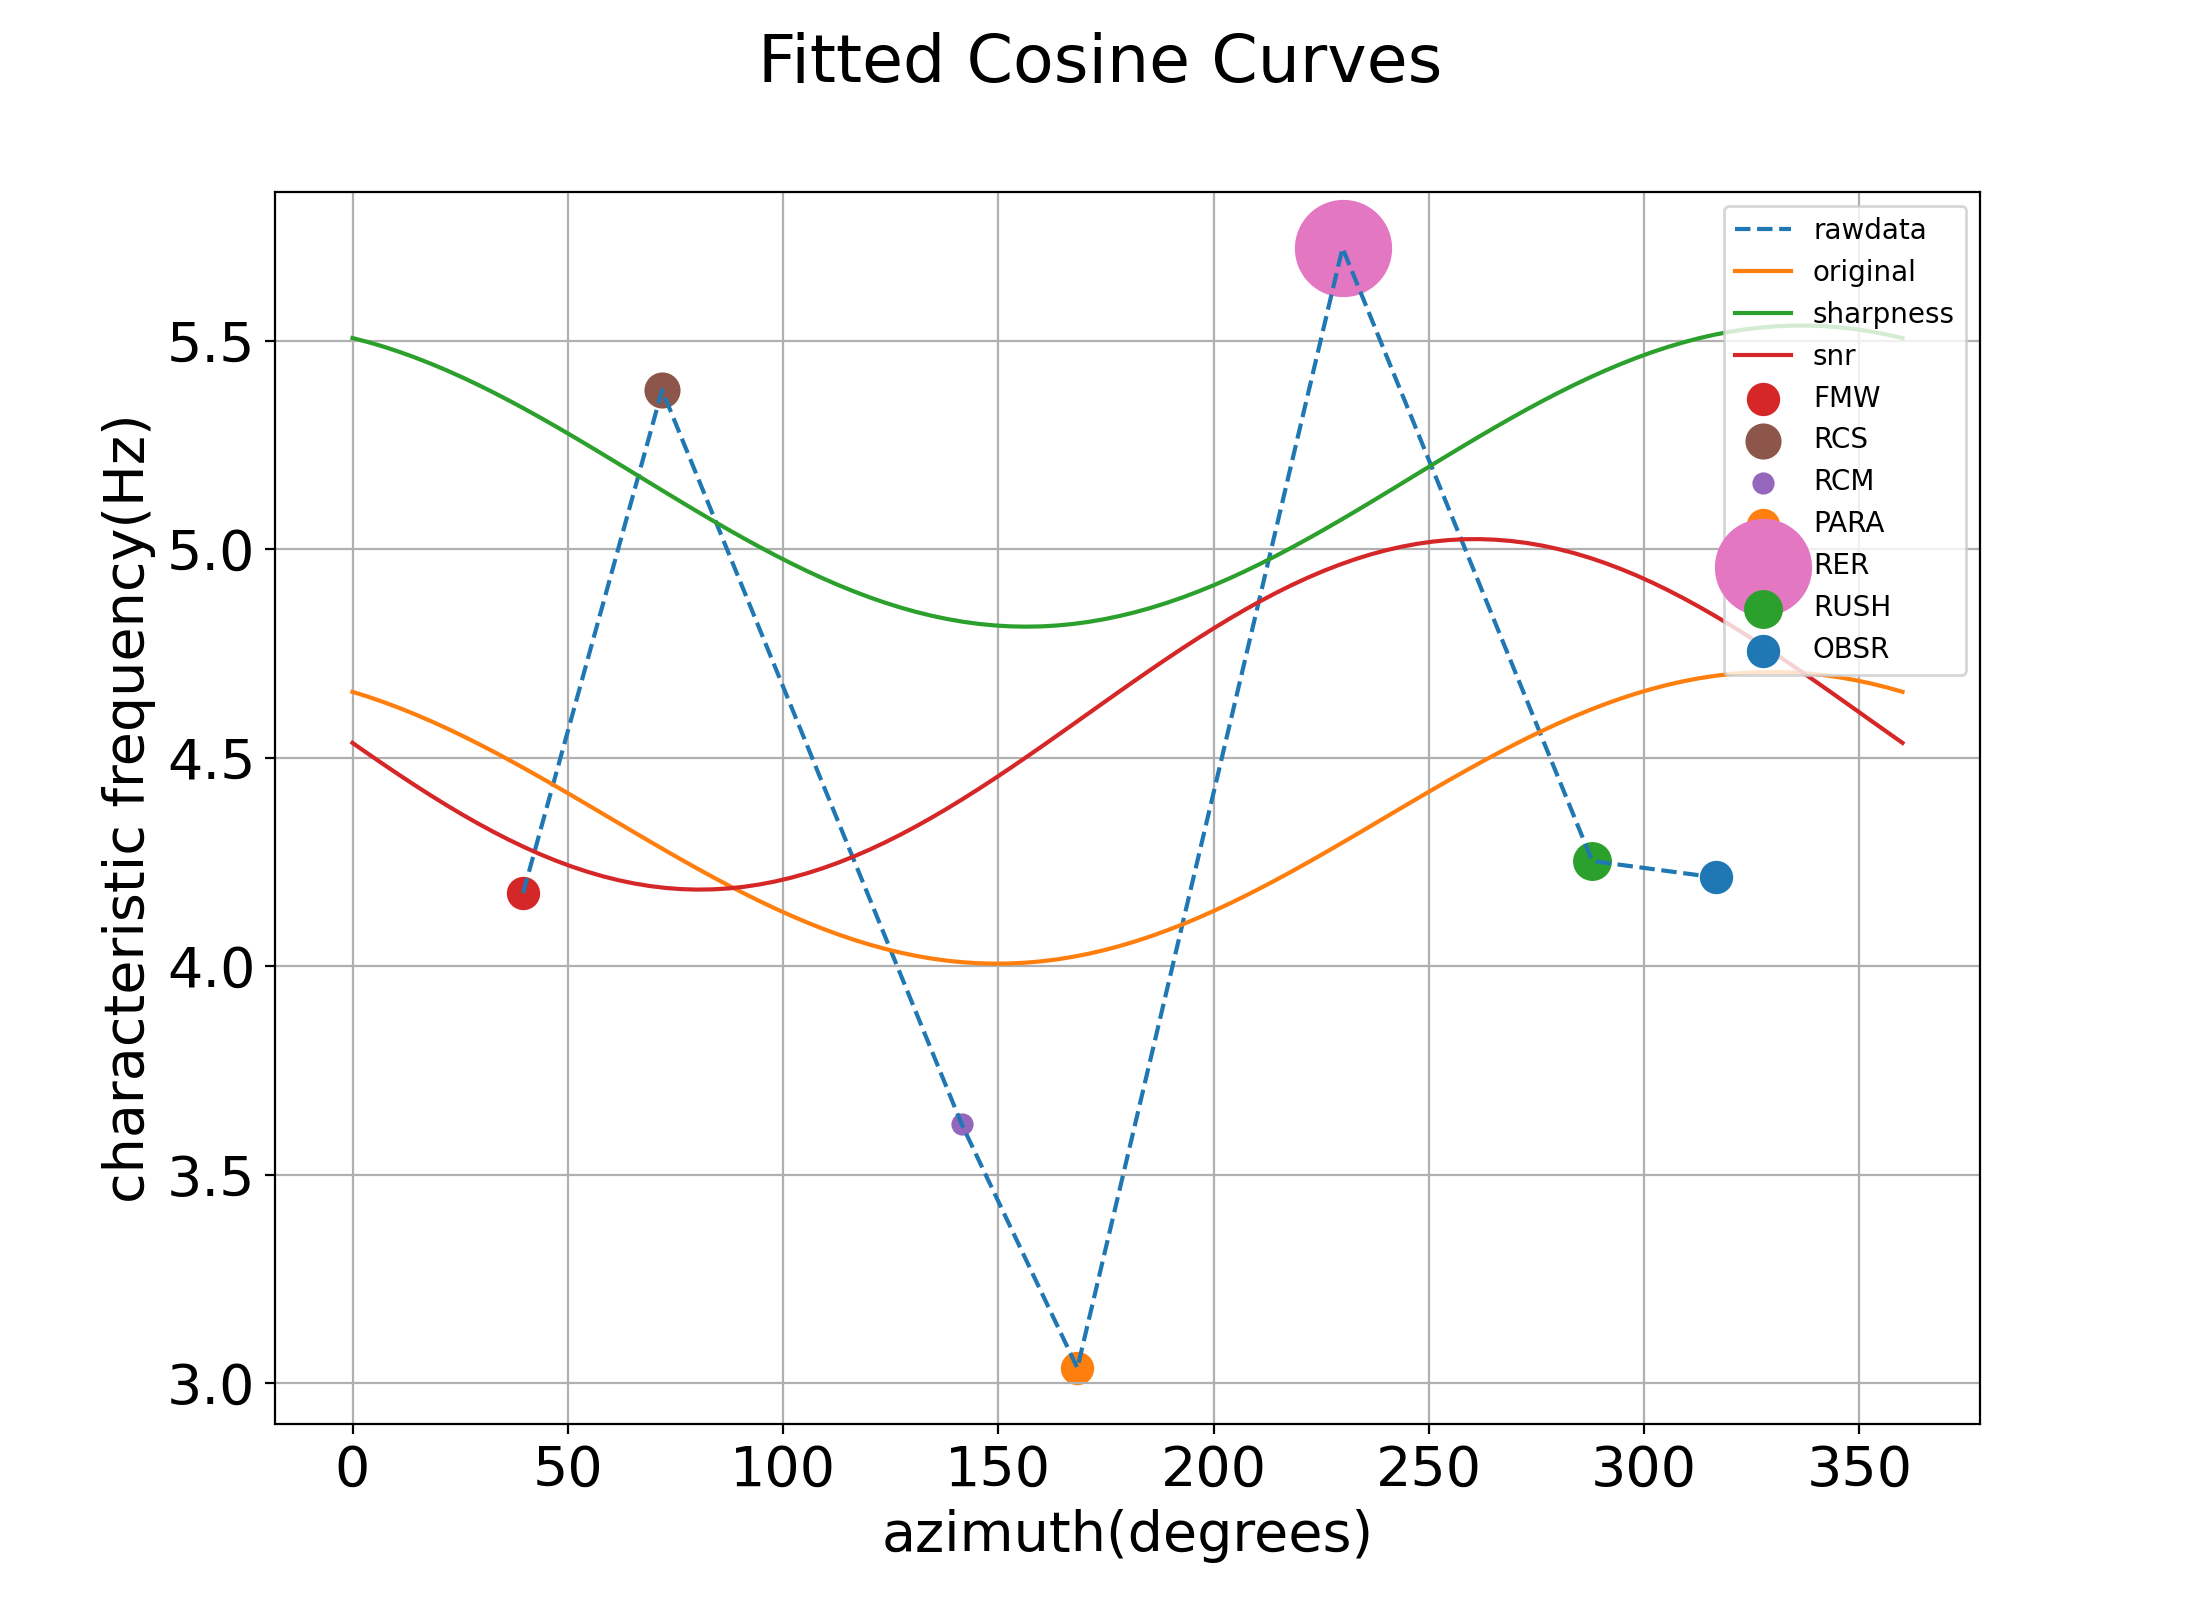 Fitted Cosine Curves
rawdata
original
sharpness
snr
FMW
RCS
RCM
PARA
RER
RUSH
OBSR
characteristic frequency(Hz)
5.5
5.0
4.5
4.0
3.5
3.0
0 50 100 150 200 250 300 350
azimuth(degrees)